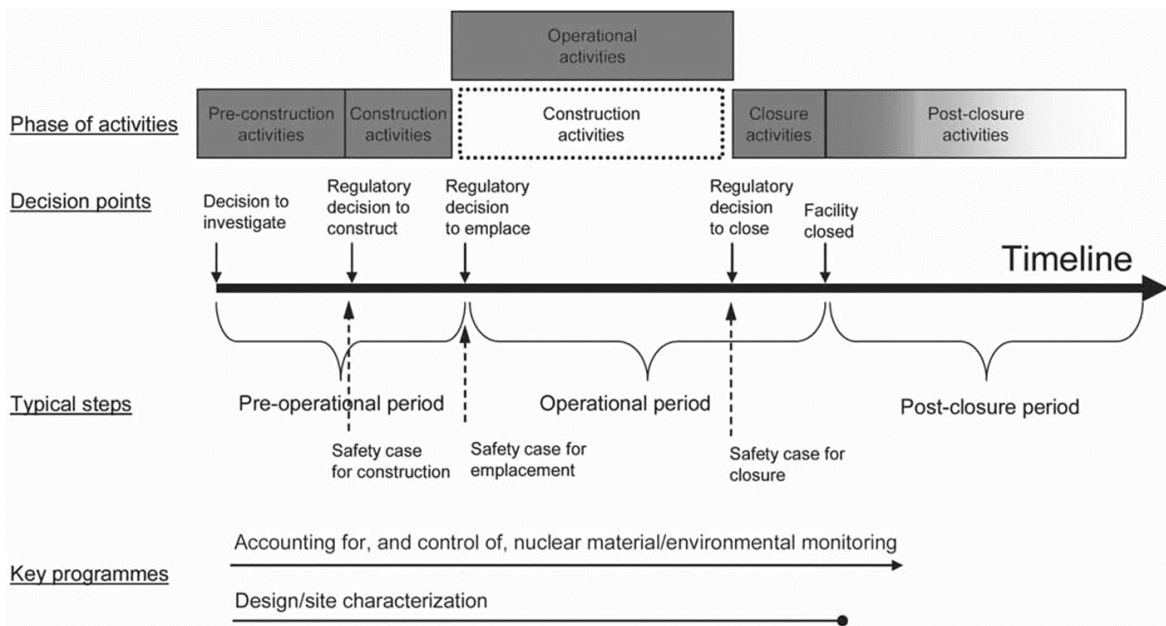 Operational
activities
Phase of activities
Pre-construction
activities
Construction
activities
Construction
activities
Closure
activities
Post-closure
activities
Decision points
Decision to
investigate
Regulatory
decision to
construct
Regulatory
decision
to emplace
Regulatory
decision
to close
Facility
closed
Timeline
Typical steps
Pre-operational period
Operational period
Post-closure period
Safety case
for construction
Safety case for
emplacement
Safety case for
closure
Key programmes
Accounting for, and control of, nuclear material/environmental monitoring
Design/site characterization